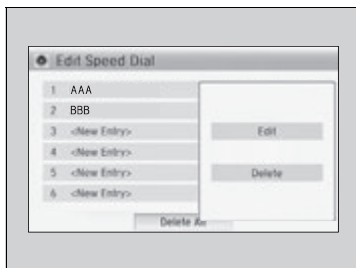 Edit Speed Dial
1 AAA
2 BBB
3 <New Entry>
4 <New Entry>
5 <New Entry>
6 <New Entry>
Edit
Delete
Delete All